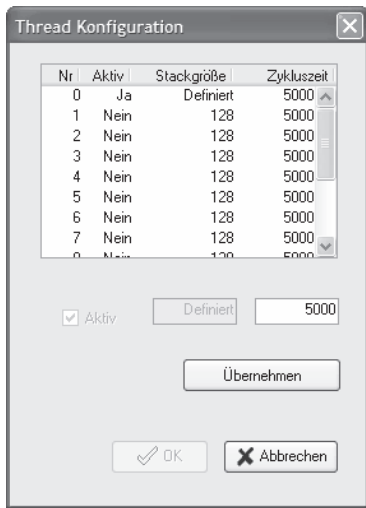 Thread Konfiguration
Nr Aktiv Stackgröße Zykluszeit
0 Ja Definiert 5000
1 Nein 128 5000
2 Nein 128 5000
3 Nein 128 5000
4 Nein 128 5000
5 Nein 128 5000
6 Nein 128 5000
7 Nein 128 5000
Aktiv Definiert 5000
Übernehmen
OK Abbrechen